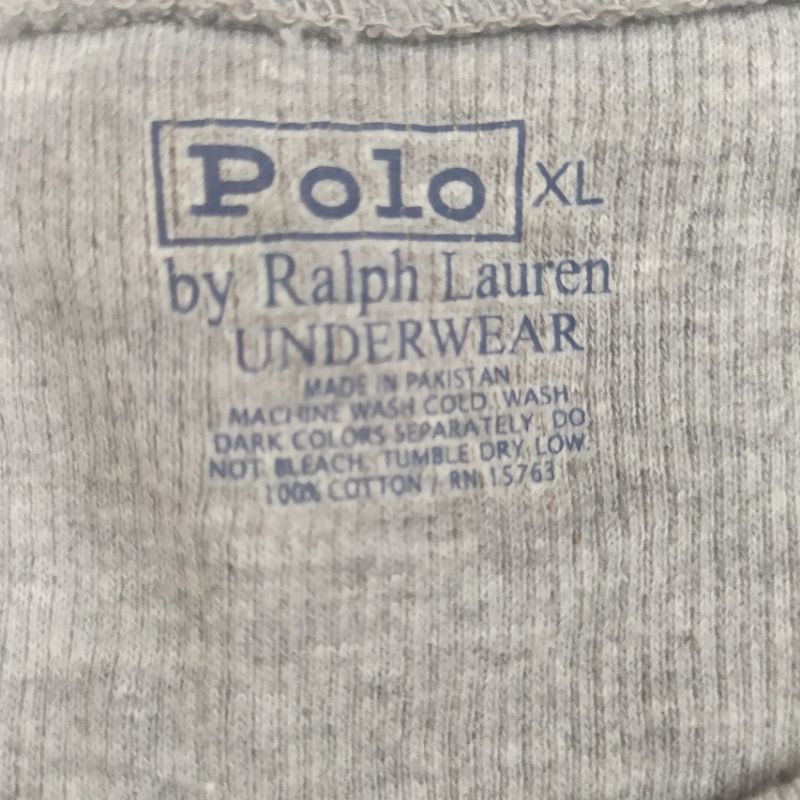 Polo XL
by Ralph Lauren
UNDERWEAR
MADE IN PAKISTAN
MACHINE WASH COLD. WASH
DARK COLORS SEPARATELY. DO
NOT BLEACH. TUMBLE DRY LOW.
100% COTTON / RN 15763